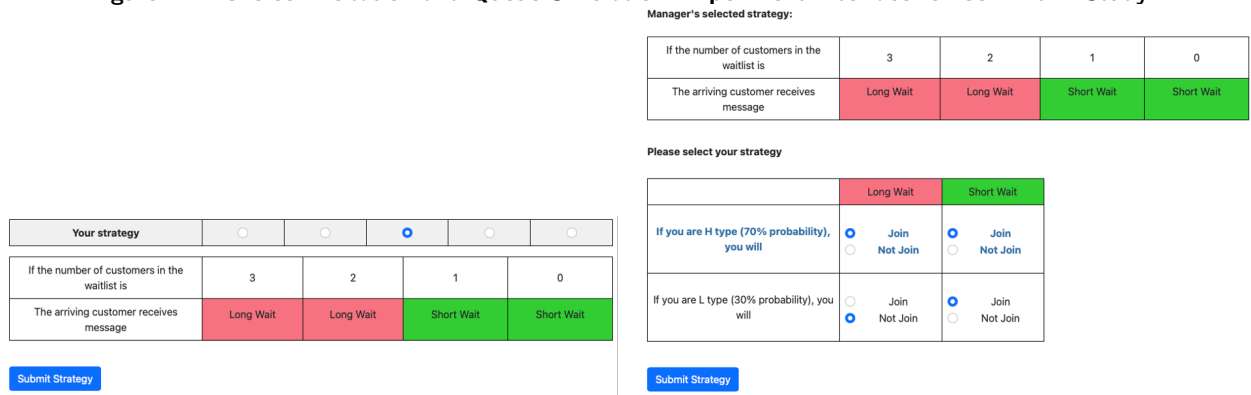 Manager's selected strategy:
If the number of customers in the
waitlist is
3
2
1
0
The arriving customer receives
message
Long Wait
Long Wait
Short Wait
Short Wait
Please select your strategy
Long Wait
Short Wait
If you are H type (70% probability),
you will
Join
Not Join
Join
Not Join
If you are L type (30% probability), you
will
Join
Not Join
Join
Not Join
Submit Strategy
Your strategy
If the number of customers in the
waitlist is
3
2
1
0
The arriving customer receives
message
Long Wait
Long Wait
Short Wait
Short Wait
Submit Strategy